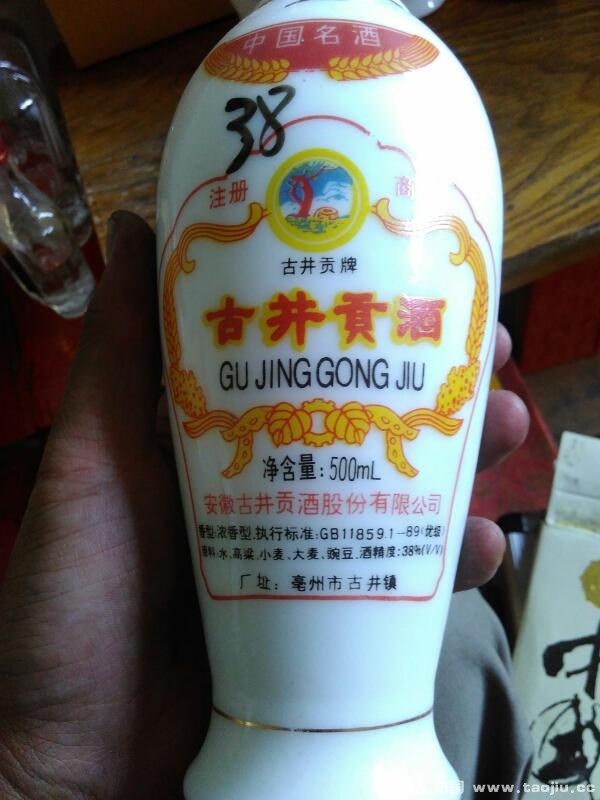 中国名酒
38
注册 商
古井贡牌
古井贡酒
GU JING GONG JIU
净含量: 500mL
安徽古井贡酒股份有限公司
香型:浓香型.执行标准:GB11859.1—89(优级)
原料:水、高粱、小麦、大麦、豌豆.酒精度:38%(V/V)
厂址: 亳州市古井镇
www.taojiu.cc